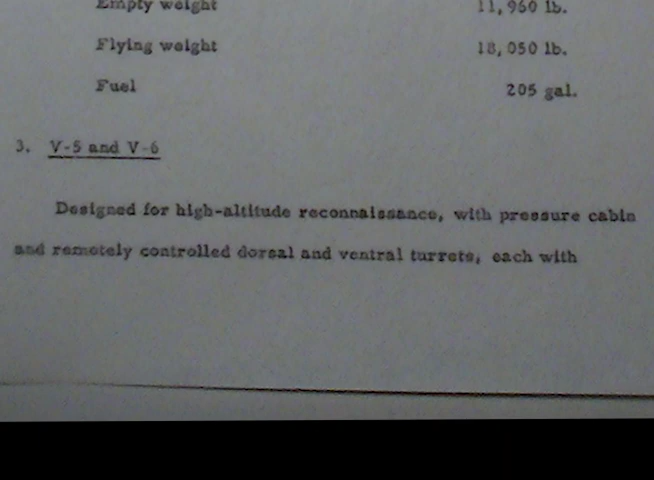 Empty weight 11,960 lb.
Flying weight 18,050 lb.
Fuel 205 gal.
3. V-5 and V-6
Designed for high-altitude reconnaissance, with pressure cabin
and remotely controlled dorsal and ventral turrets, each with